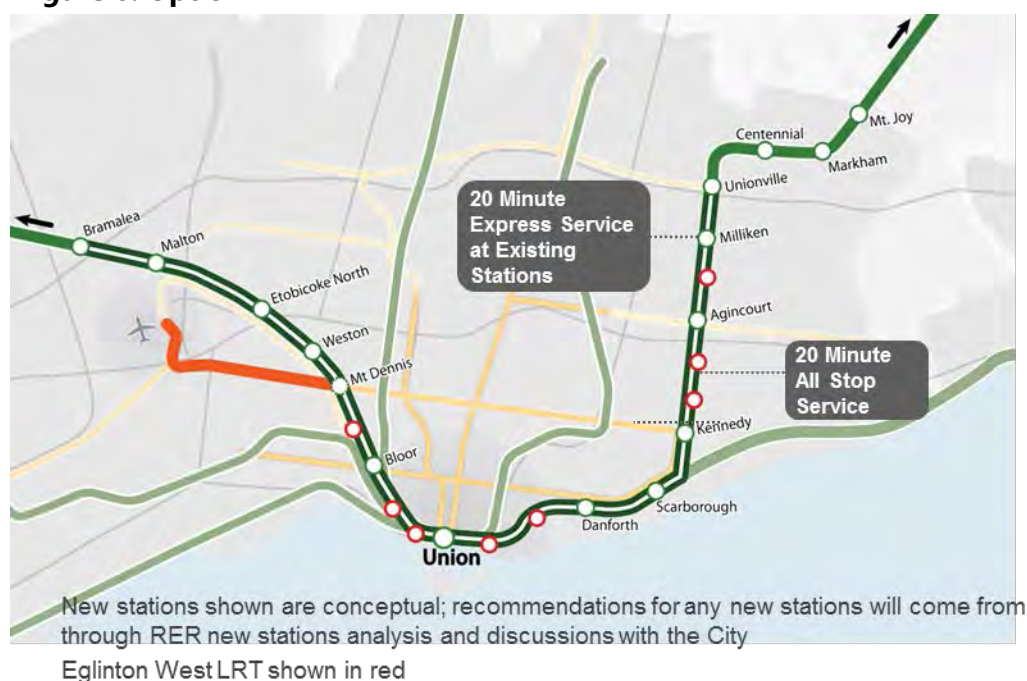 Mt. Joy
Centennial
Markham
Unionville
20 Minute
Express Service
at Existing
Stations
Bramalea
Malton
Milliken
Etobicoke North
Agincourt
Weston
20 Minute
All Stop
Service
Mt Dennis
Kennedy
Bloor
Scarborough
Danforth
Union
New stations shown are conceptual; recommendations for any new stations will come from
through RER new stations analysis and discussions with the City
Eglinton West LRT shown in red